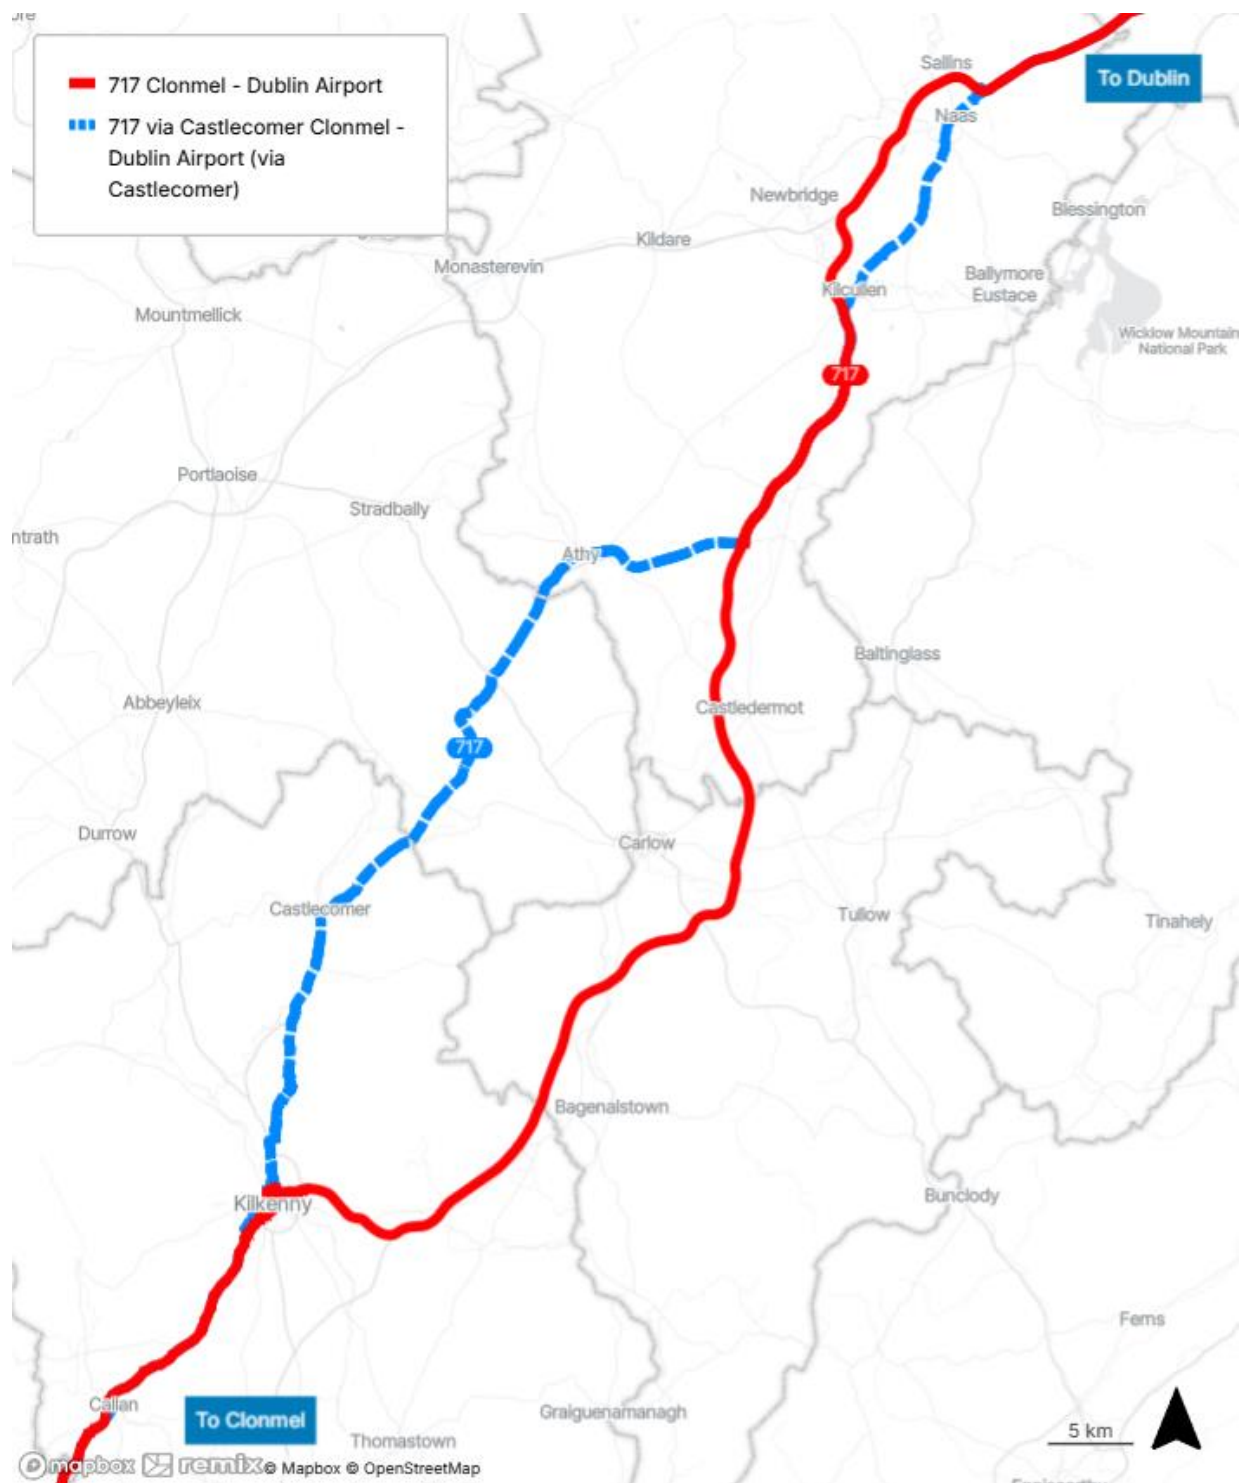 717 Clonmel - Dublin Airport
717 via Castlecomer Clonmel -
Dublin Airport (via
Castlecomer)
Sallins
To Dublin
Naas
Newbridge
Blessington
Kildare
Monasterevin
Ballymore
Eustace
Kilcullen
Mountmellick
Wicklow Mountain
National Park
717
Portlaoise
Stradbally
ntrath
Athy
Baltinglass
Abbeyleix
Castledermot
717
Durrow
Carlow
Castlecomer
Tullow
Tinahely
Bagenalstown
Kilkenny
Bunclody
Ferns
Callan
To Clonmel
Graiguenamanagh
Thomastown
5 km
mapbox remix © Mapbox © OpenStreetMap